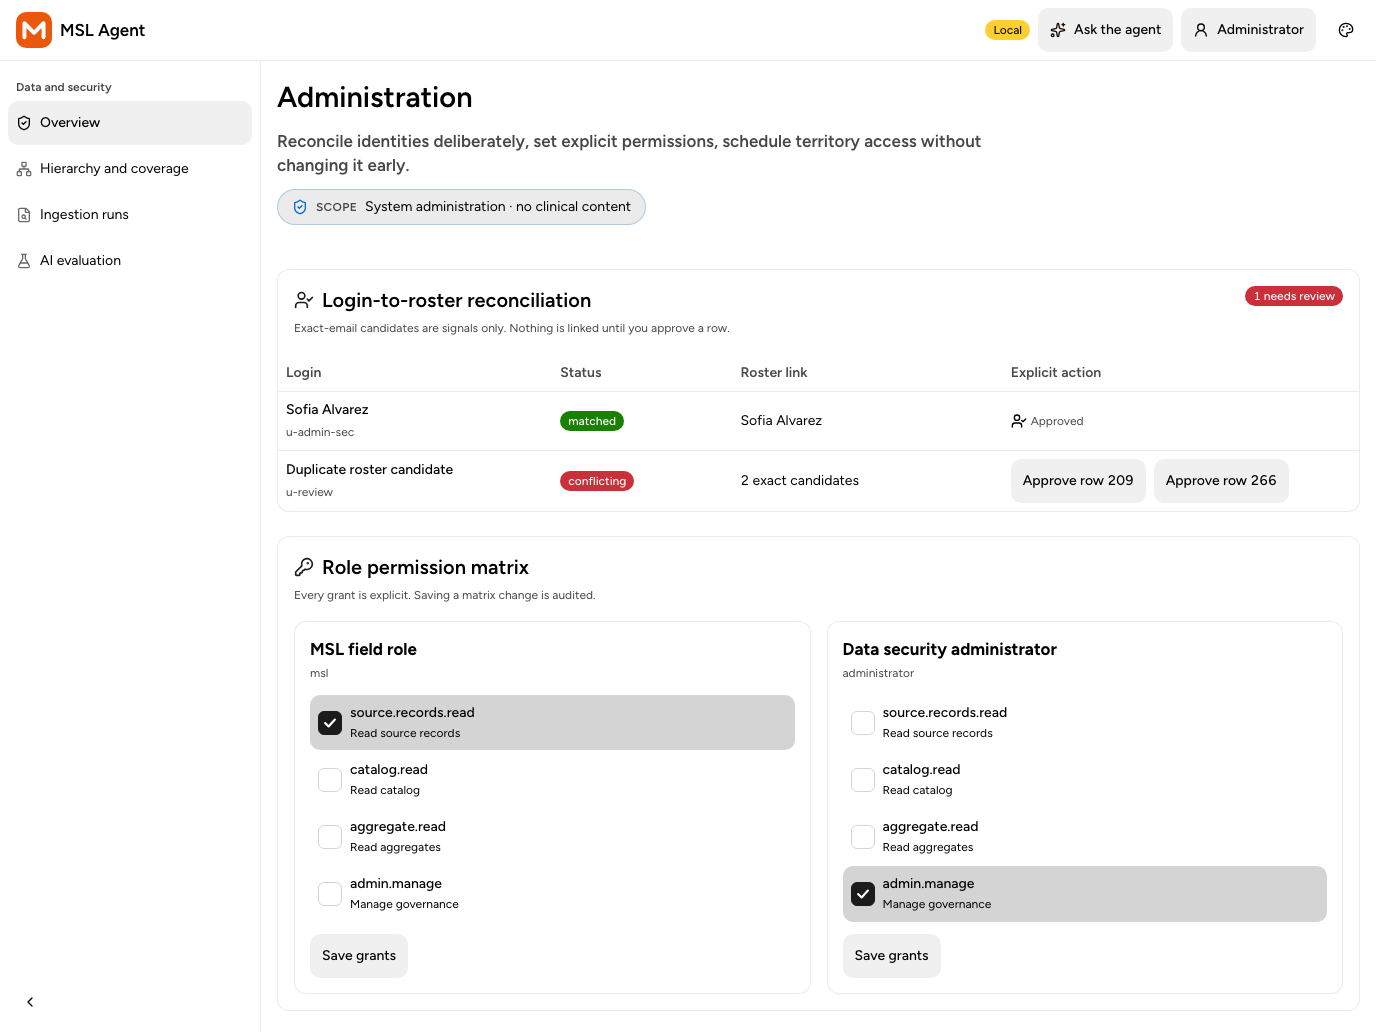 MSL Agent
Local
Ask the agent
Administrator
Data and security
Overview
Hierarchy and coverage
Ingestion runs
AI evaluation
Administration
Reconcile identities deliberately, set explicit permissions, schedule territory access without
changing it early.
SCOPE System administration · no clinical content
Login-to-roster reconciliation
1 needs review
Exact-email candidates are signals only. Nothing is linked until you approve a row.
Login Status Roster link Explicit action
Sofia Alvarez
u-admin-sec
matched
Sofia Alvarez
Approved
Duplicate roster candidate
u-review
conflicting
2 exact candidates
Approve row 209
Approve row 266
Role permission matrix
Every grant is explicit. Saving a matrix change is audited.
MSL field role
msl
source.records.read
Read source records
catalog.read
Read catalog
aggregate.read
Read aggregates
admin.manage
Manage governance
Save grants
Data security administrator
administrator
source.records.read
Read source records
catalog.read
Read catalog
aggregate.read
Read aggregates
admin.manage
Manage governance
Save grants